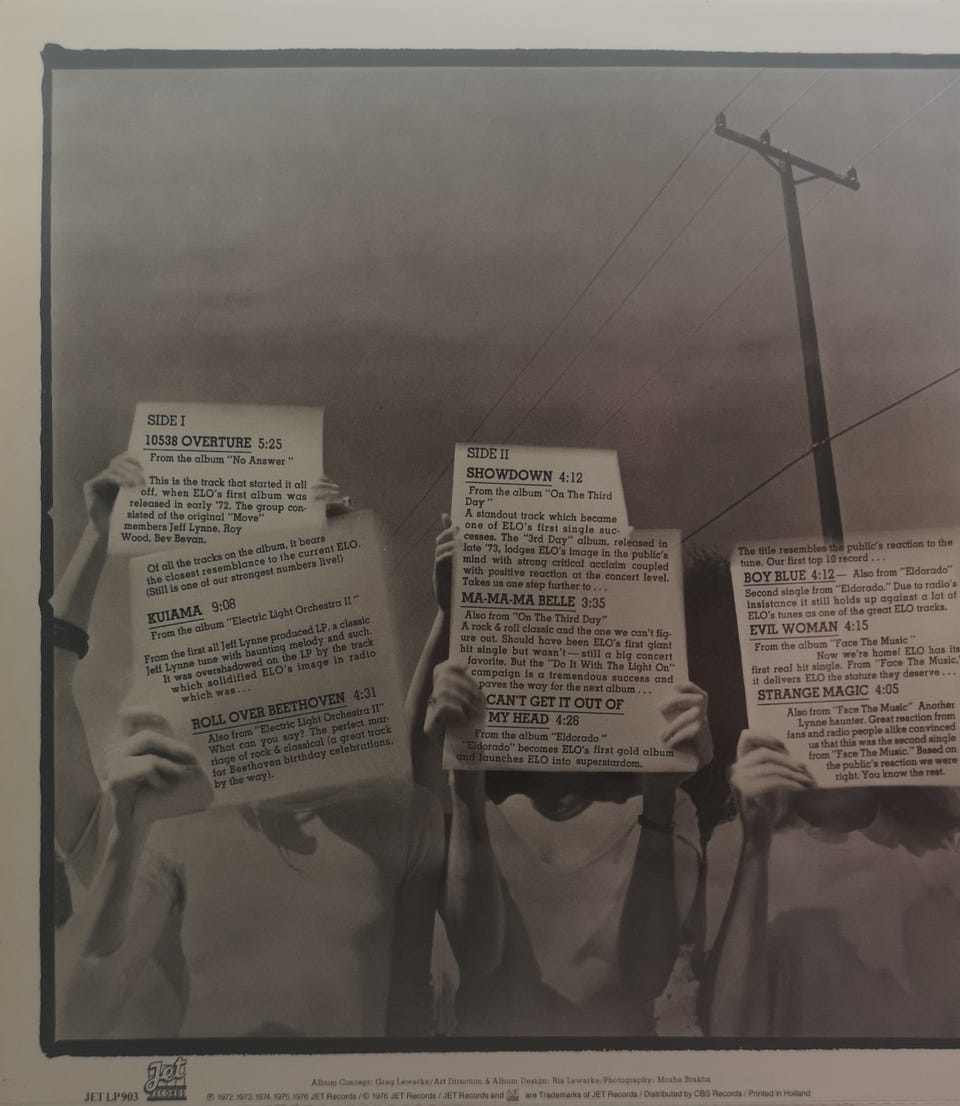 SIDE I
10538 OVERTURE 5:25
From the album "No Answer"
This is the track that started it all
off, when ELO's first album was
released in early '72. The group con-
sisted of the original "Move"
members Jeff Lynne, Roy
Wood, Bev Bevan.
Of all the tracks on the album, it bears
the closest resemblance to the current ELO.
(Still is one of our strongest numbers live!)
KUIAMA 9:08
From the album "Electric Light Orchestra II"
From the first all Jeff Lynne produced LP, a classic
Jeff Lynne tune with haunting melody and such.
It was overshadowed on the LP by the track
which solidified ELO's image in radio
which was...
ROLL OVER BEETHOVEN 4:31
Also from "Electric Light Orchestra II"
What can you say? The perfect mar-
riage of rock & classical (a great track
for Beethoven birthday celebrations,
by the way).
SIDE II
SHOWDOWN 4:12
From the album "On The Third
Day"
A standout track which became
one of ELO's first single suc-
cesses. The "3rd Day" album, released in
late '73, lodges ELO's image in the public's
mind with strong critical acclaim coupled
with positive reaction at the concert level.
Takes us one step further to...
MA-MA-MA BELLE 3:35
Also from "On The Third Day"
A rock & roll classic and the one we can't fig-
ure out. Should have been ELO's first giant
hit single but wasn't — still a big concert
favorite. But the "Do It With The Light On"
campaign is a tremendous success and
paves the way for the next album...
CAN'T GET IT OUT OF
MY HEAD 4:26
From the album "Eldorado"
"Eldorado" becomes ELO's first gold album
and launches ELO into superstardom.
The title resembles the public's reaction to the
tune. Our first top 10 record...
BOY BLUE 4:12 — Also from "Eldorado"
Second single from "Eldorado." Due to radio's
insistance it still holds up against a lot of
ELO's tunes as one of the great ELO tracks.
EVIL WOMAN 4:15
From the album "Face The Music"
Now we're home! ELO has its
first real hit single. From "Face The Music,"
it delivers ELO the stature they deserve...
STRANGE MAGIC 4:05
Also from "Face The Music" Another
Lynne haunter. Great reaction from
fans and radio people alike convinced
us that this was the second single
from "Face The Music." Based on
the public's reaction we were
right. You know the rest.
Album Concept: Greg Lewerke/Art Direction & Album Design: Ria Lewerke/Photography: Mosha Brakha
JET LP903 Jet RECORDS ℗ 1972, 1973, 1974, 1975, 1976 JET Records / © 1976 JET Records / JET Records and Jet are Trademarks of JET Records / Distributed by CBS Records / Printed in Holland